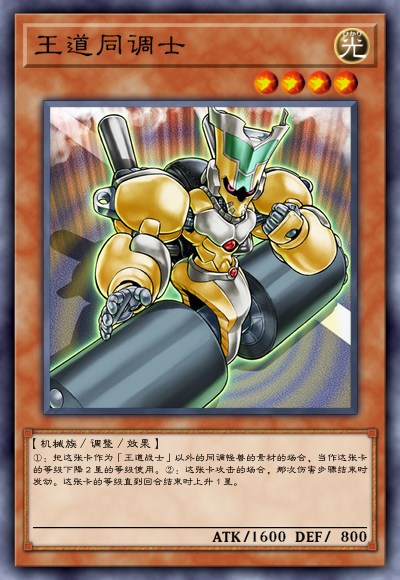 王道同调士
光
【机械族／调整／效果】
①：把这张卡作为「王道战士」以外的同调怪兽的素材的场合，当作这张卡
的等级下降2星的等级使用。②：这张卡攻击的场合，那次伤害步骤结束时
发动。这张卡的等级直到回合结束时上升1星。
ATK/1600 DEF/ 800